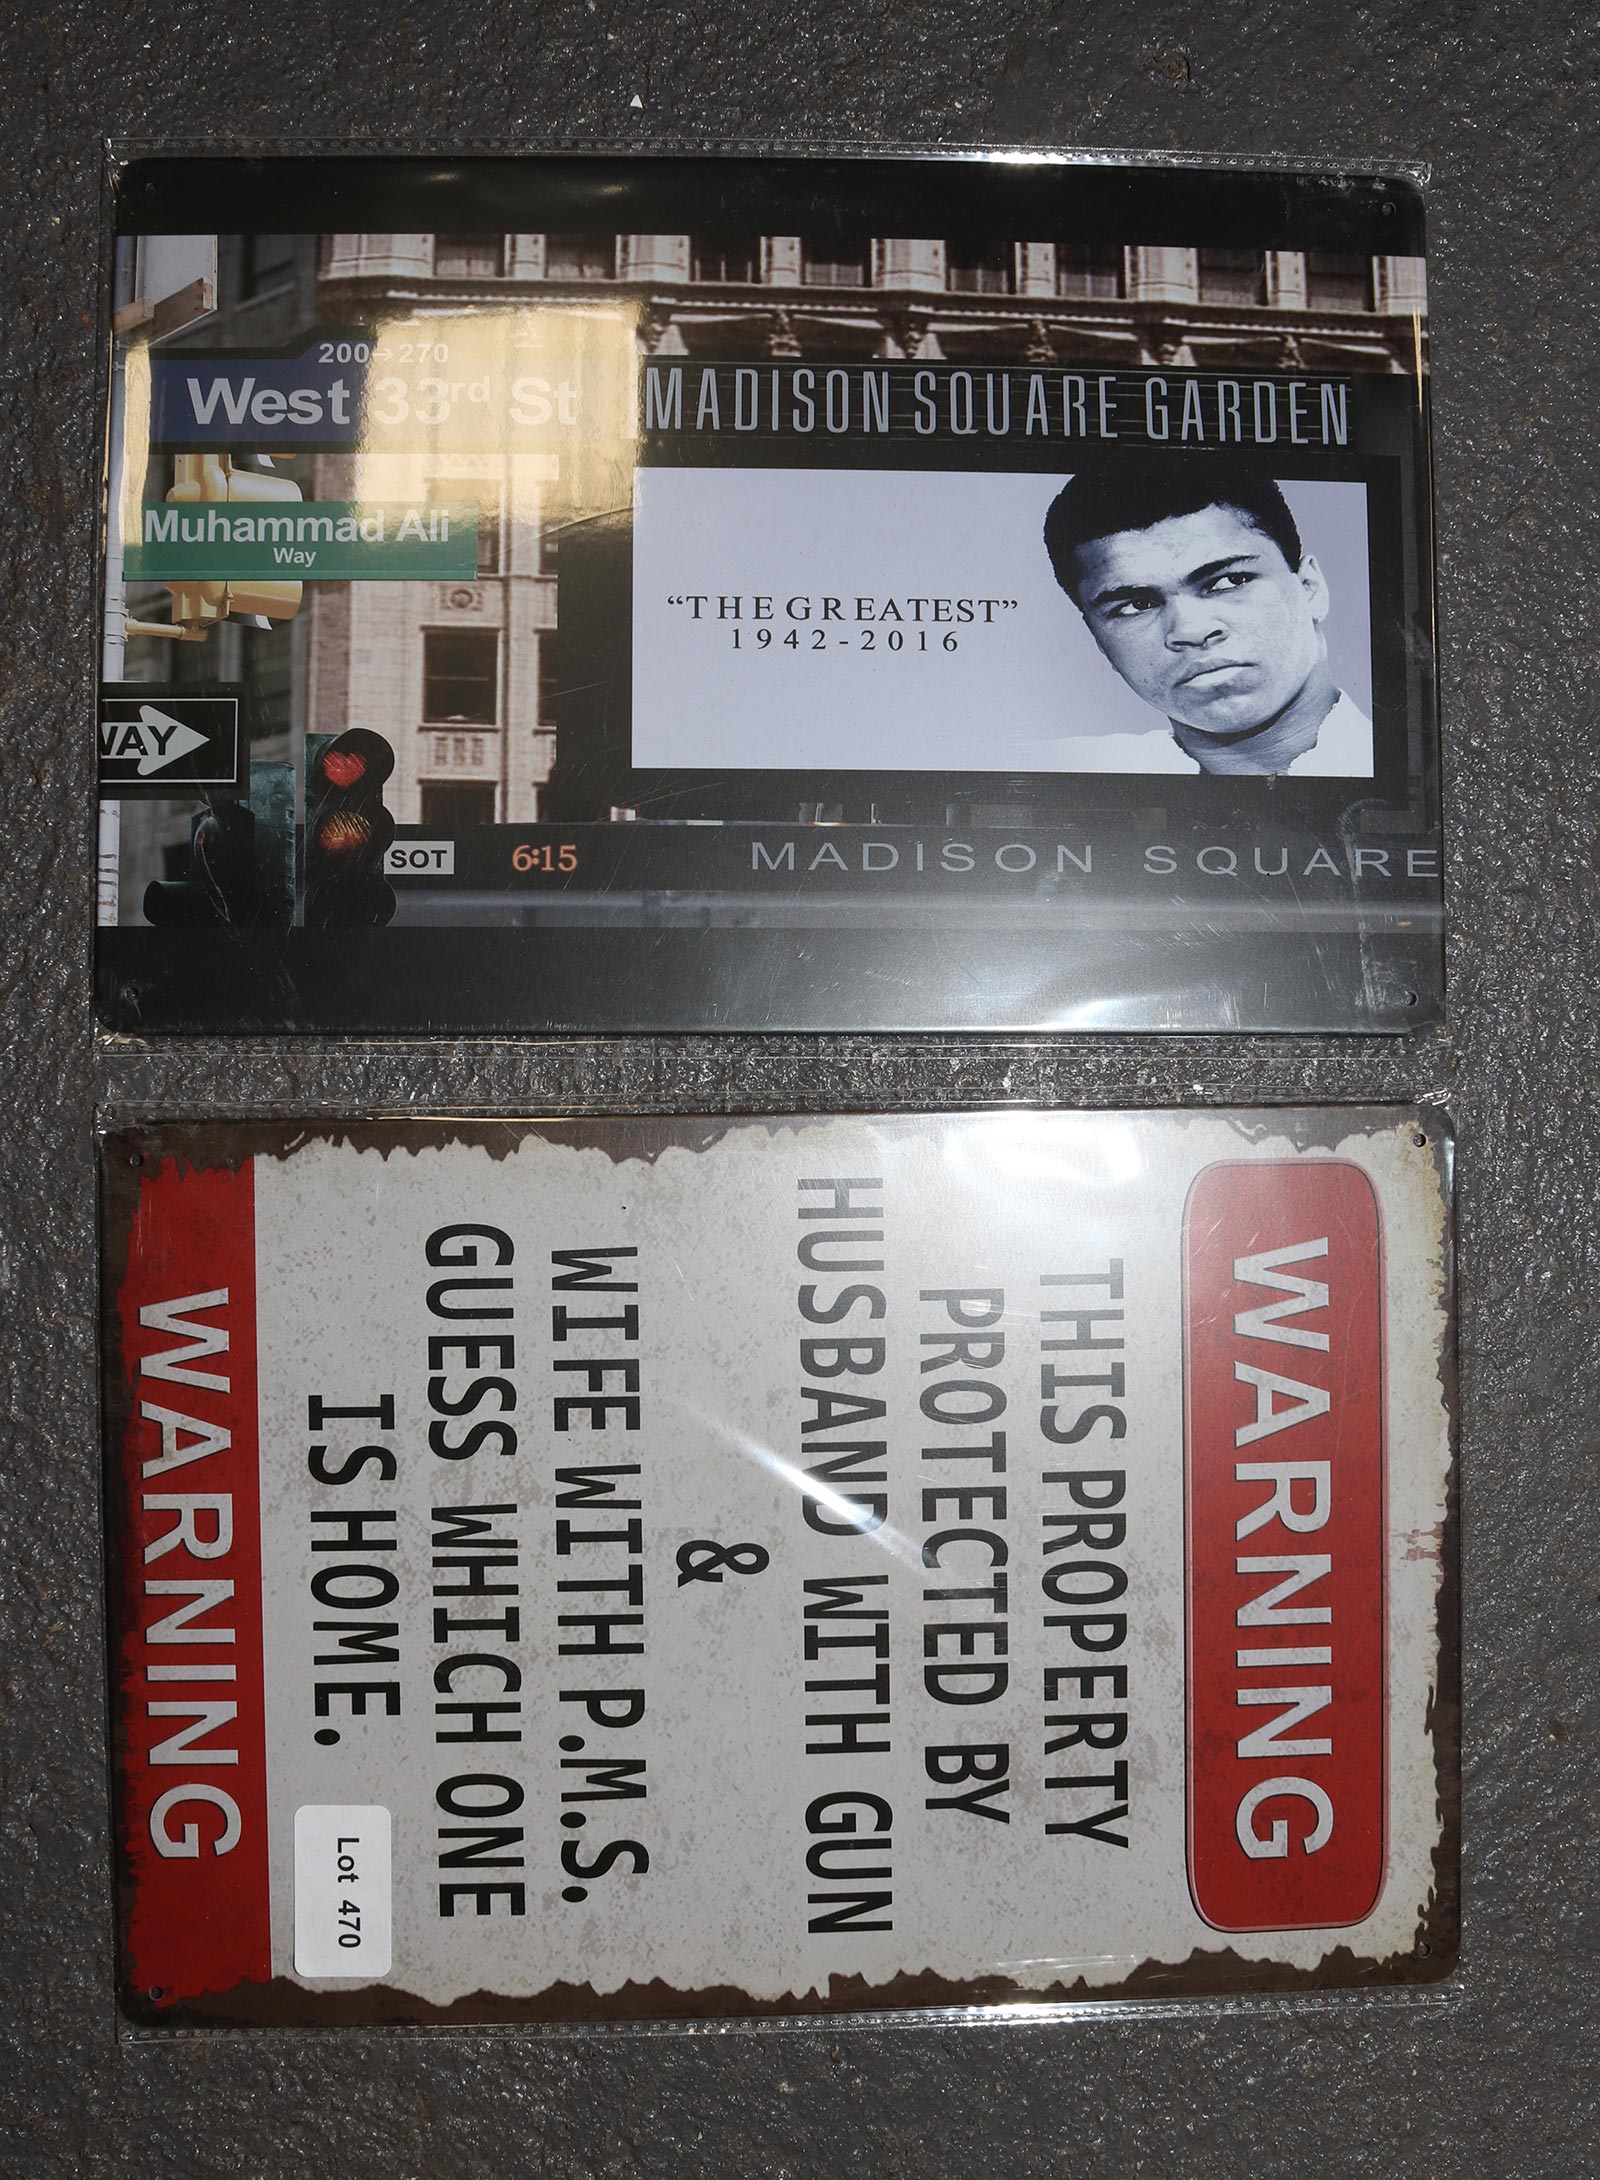 200→270
West 33rd St
MADISON SQUARE GARDEN
Muhammad Ali
Way
“THE GREATEST”
1942-2016
WAY
SOT
6:15
MADISON SQUARE
WARNING
THIS PROPERTY
PROTECTED BY
HUSBAND WITH GUN
&
WIFE WITH P.M.S.
GUESS WHICH ONE
IS HOME.
WARNING
Lot 470